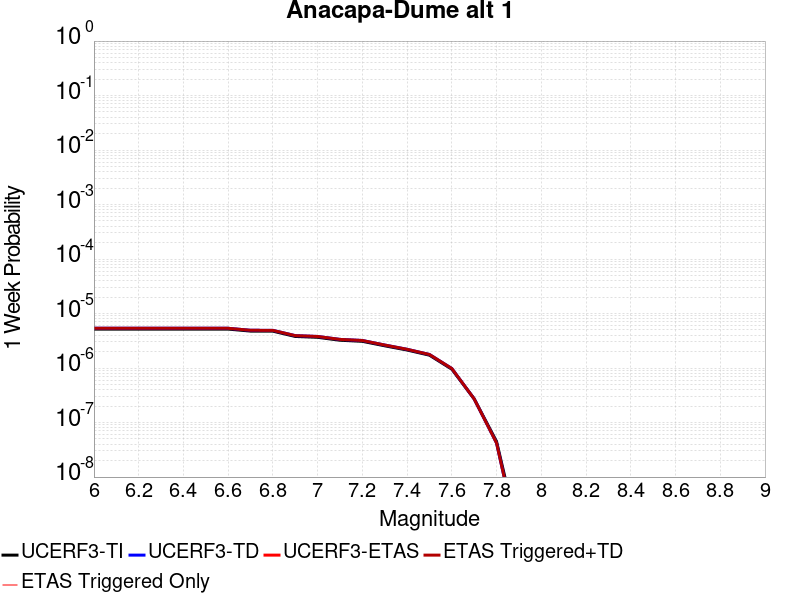 Anacapa-Dume alt 1
10^0
10^-1
10^-2
10^-3
10^-4
10^-5
10^-6
10^-7
10^-8
1 Week Probability
6 6.2 6.4 6.6 6.8 7 7.2 7.4 7.6 7.8 8 8.2 8.4 8.6 8.8 9
Magnitude
UCERF3-TI UCERF3-TD UCERF3-ETAS ETAS Triggered+TD
ETAS Triggered Only